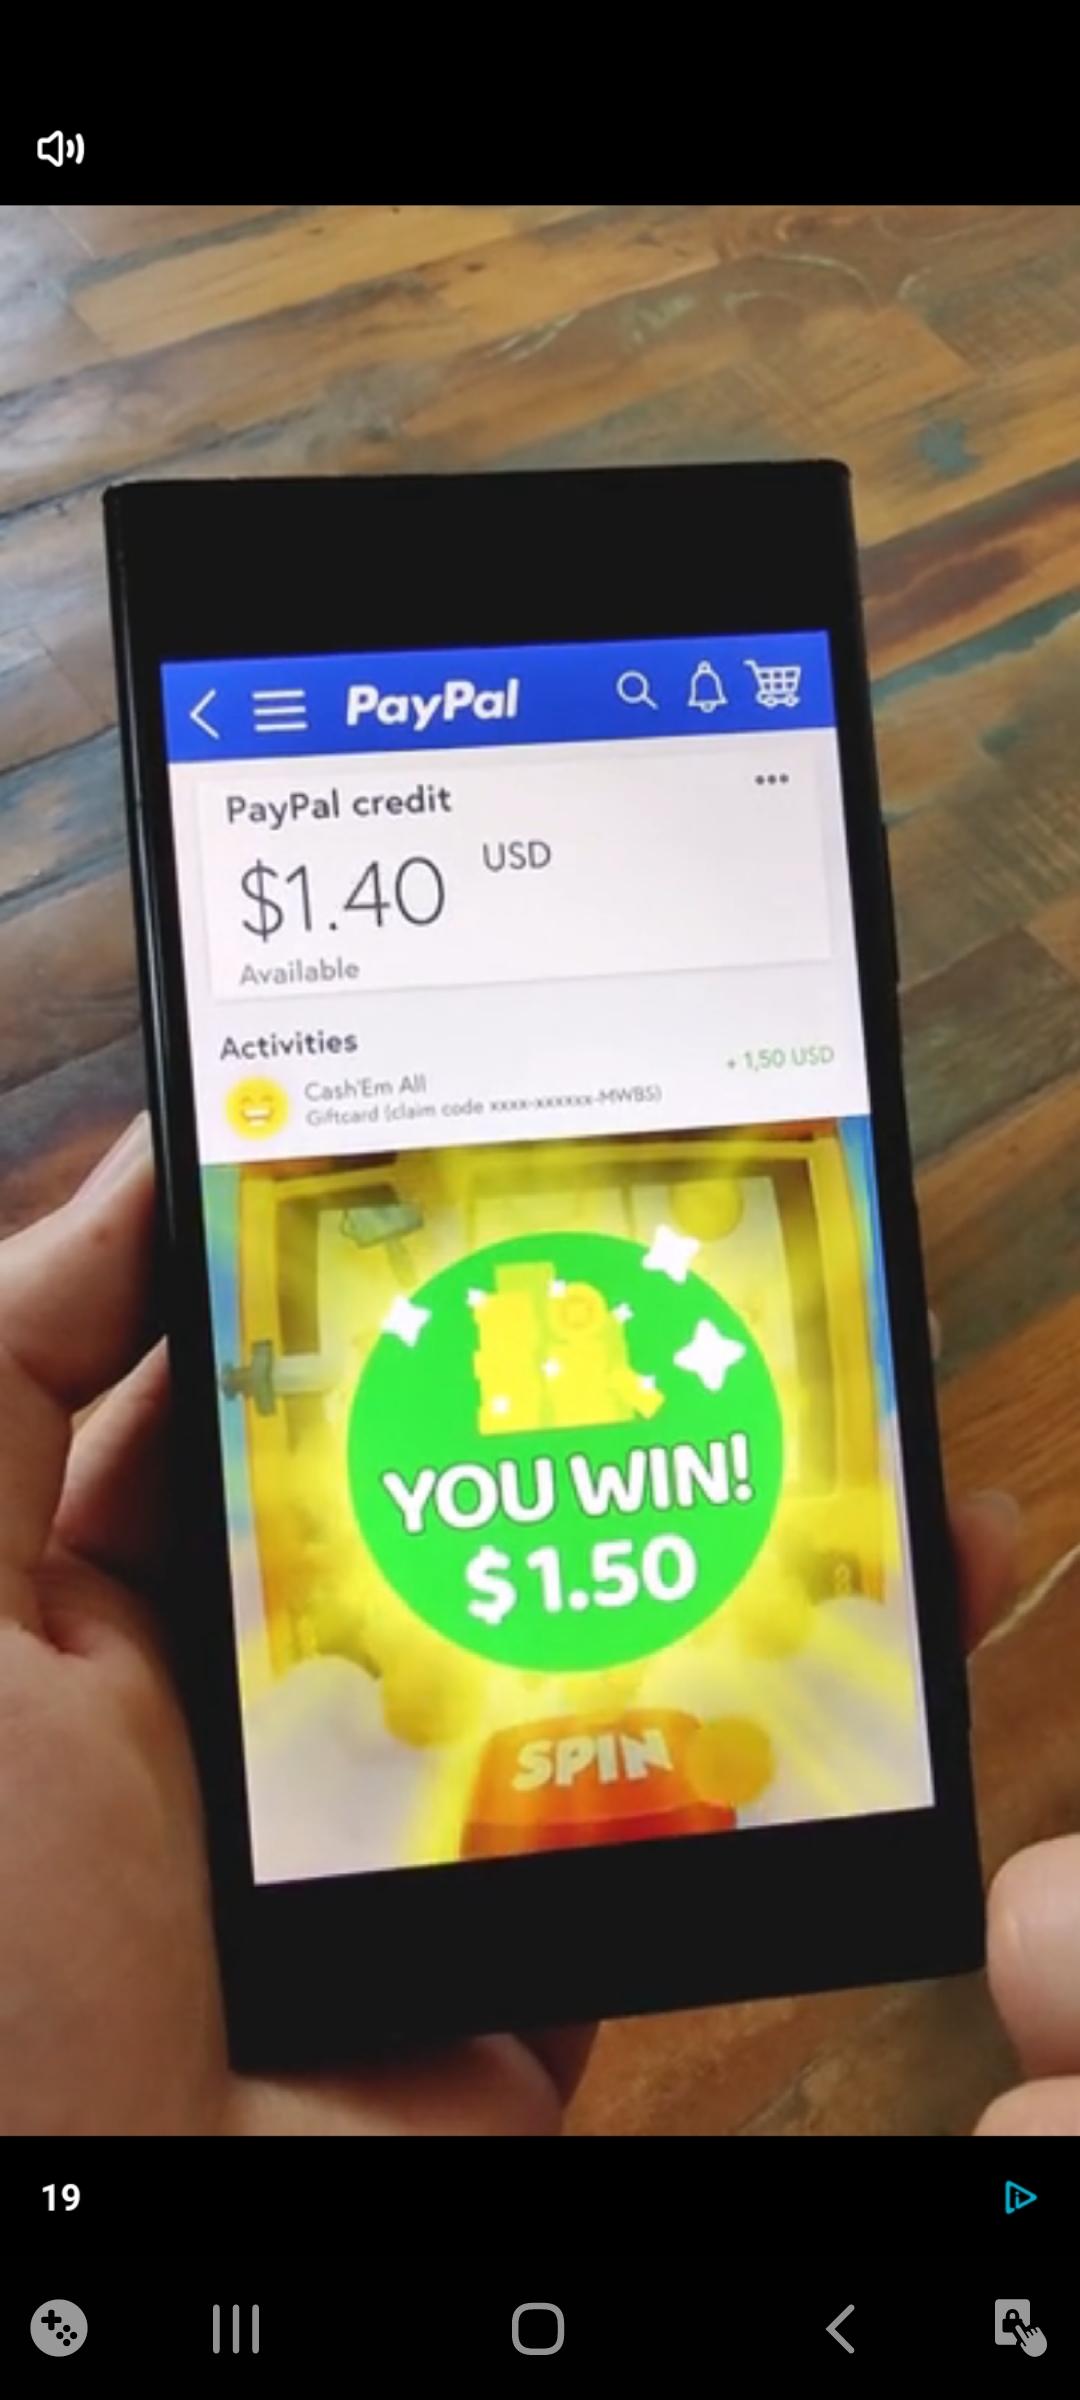 PayPal
PayPal credit
$1.40 USD
Available
Activities
Cash'Em All
+ 1,50 USD
Giftcard (claim code xxxx-xxxxxx-MWBS)
YOU WIN!
$1.50
SPIN
19